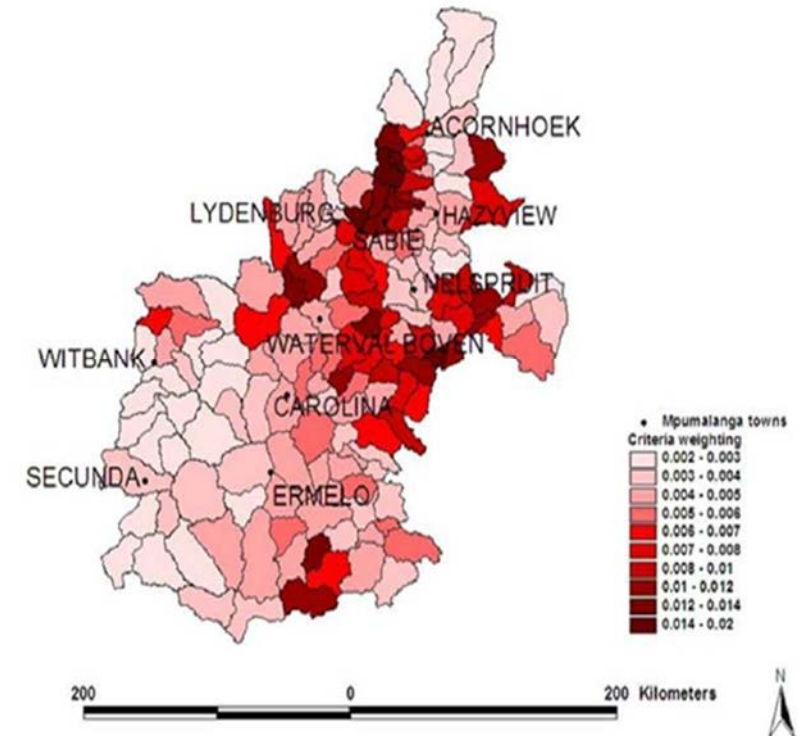 ACORNHOEK
LYDENBURG
HAZYVIEW
SABIE
NELSPRUIT
WATERVAL BOVEN
WITBANK
CAROLINA
SECUNDA
ERMELO
Mpumalanga towns
Criteria weighting
0.002 - 0.003
0.003 - 0.004
0.004 - 0.005
0.005 - 0.006
0.006 - 0.007
0.007 - 0.008
0.008 - 0.01
0.01 - 0.012
0.012 - 0.014
0.014 - 0.02
200 0 200 Kilometers
N